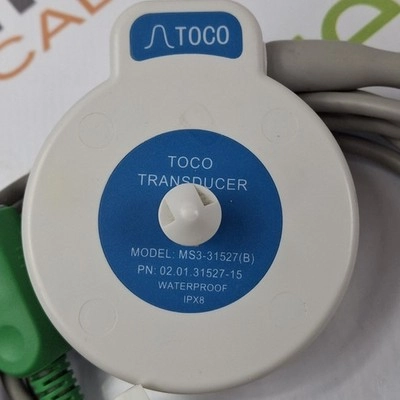 TOCO
TOCO
TRANSDUCER
MODEL: MS3-31527(B)
PN: 02.01.31527-15
WATERPROOF
IPX8